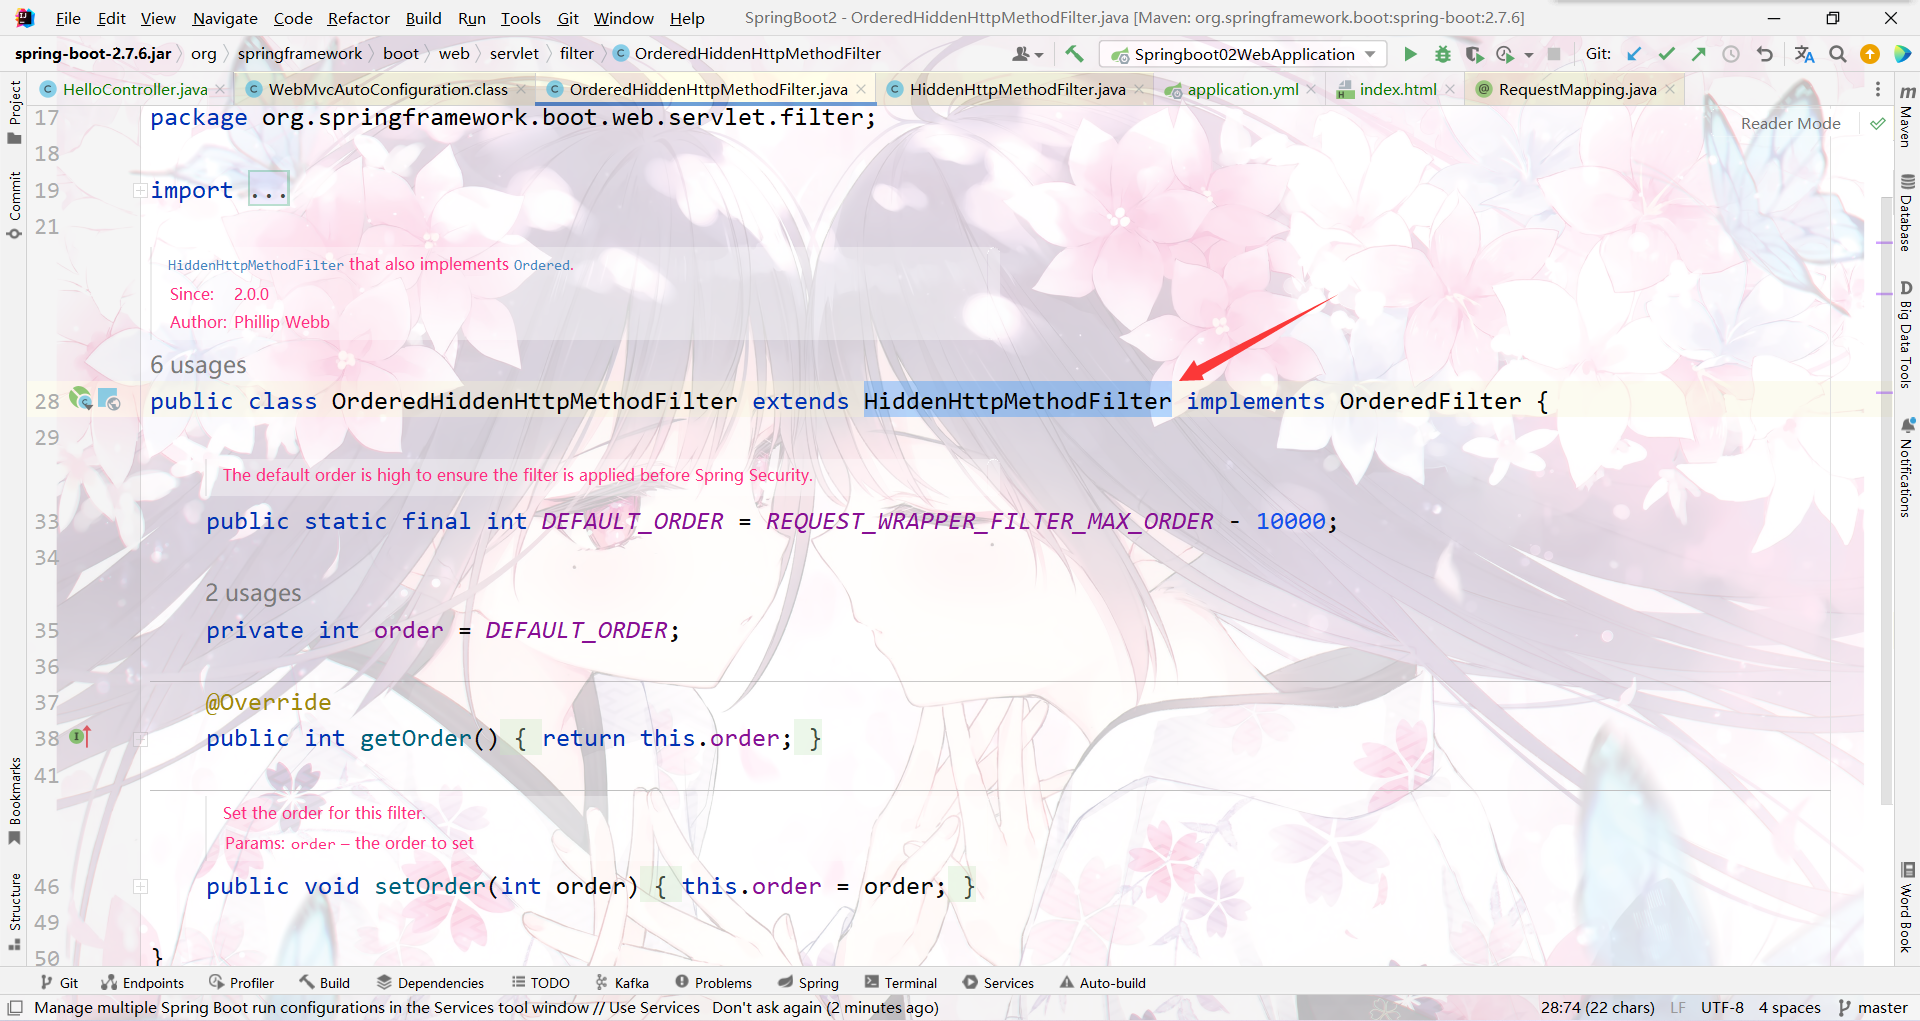 File Edit View Navigate Code Refactor Build Run Tools Git Window Help SpringBoot2 - OrderedHiddenHttpMethodFilter.java [Maven: org.springframework.boot:spring-boot:2.7.6]
spring-boot-2.7.6.jar org springframework boot web servlet filter OrderedHiddenHttpMethodFilter Springboot02WebApplication Git:
HelloController.java WebMvcAutoConfiguration.class OrderedHiddenHttpMethodFilter.java HiddenHttpMethodFilter.java application.yml index.html RequestMapping.java
Project
Commit
Bookmarks
Structure
Reader Mode
17 package org.springframework.boot.web.servlet.filter;
18
19 import ...
21
HiddenHttpMethodFilter that also implements Ordered.
Since: 2.0.0
Author: Phillip Webb
6 usages
28 public class OrderedHiddenHttpMethodFilter extends HiddenHttpMethodFilter implements OrderedFilter {
29
The default order is high to ensure the filter is applied before Spring Security.
33 public static final int DEFAULT_ORDER = REQUEST_WRAPPER_FILTER_MAX_ORDER - 10000;
34
2 usages
35 private int order = DEFAULT_ORDER;
36
37 @Override
38 public int getOrder() { return this.order; }
41
Set the order for this filter.
Params: order – the order to set
46 public void setOrder(int order) { this.order = order; }
49
50 }
Maven
Database
Big Data Tools
Notifications
Word Book
Git Endpoints Profiler Build Dependencies TODO Kafka Problems Spring Terminal Services Auto-build
Manage multiple Spring Boot run configurations in the Services tool window // Use Services Don't ask again (2 minutes ago) 28:74 (22 chars) LF UTF-8 4 spaces master